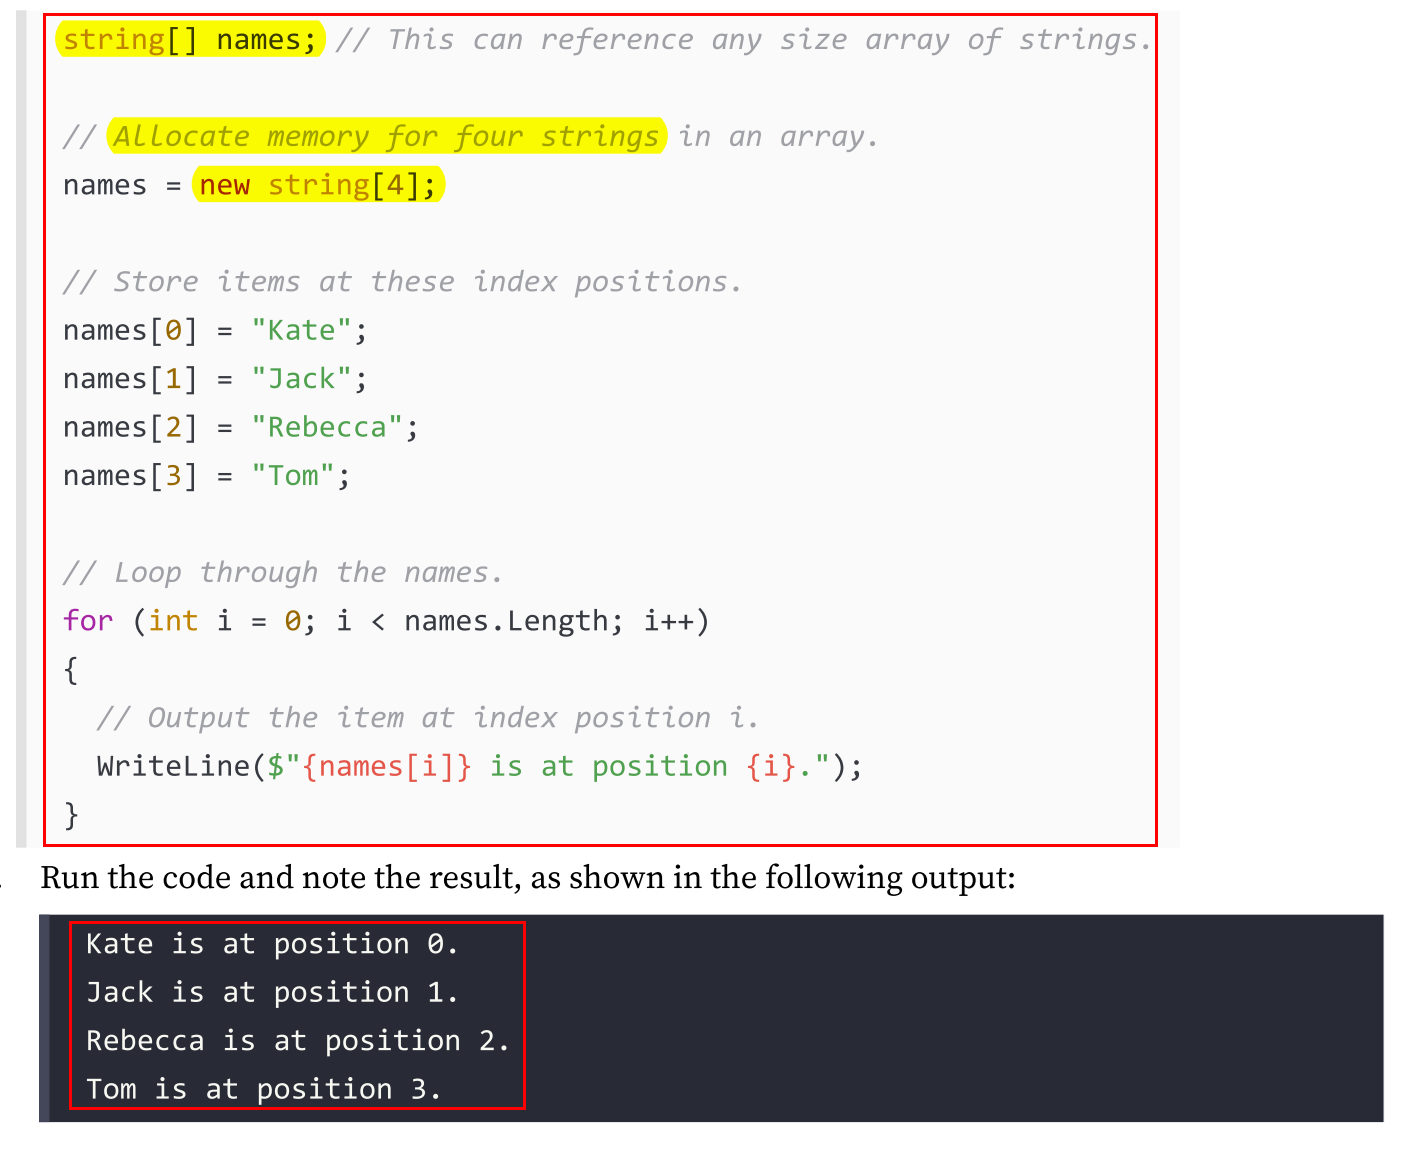 string[] names; // This can reference any size array of strings.
// Allocate memory for four strings in an array.
names = new string[4];
// Store items at these index positions.
names[0] = "Kate";
names[1] = "Jack";
names[2] = "Rebecca";
names[3] = "Tom";
// Loop through the names.
for (int i = 0; i < names.Length; i++)
{
  // Output the item at index position i.
  WriteLine($"{names[i]} is at position {i}.");
}
Run the code and note the result, as shown in the following output:
Kate is at position 0.
Jack is at position 1.
Rebecca is at position 2.
Tom is at position 3.